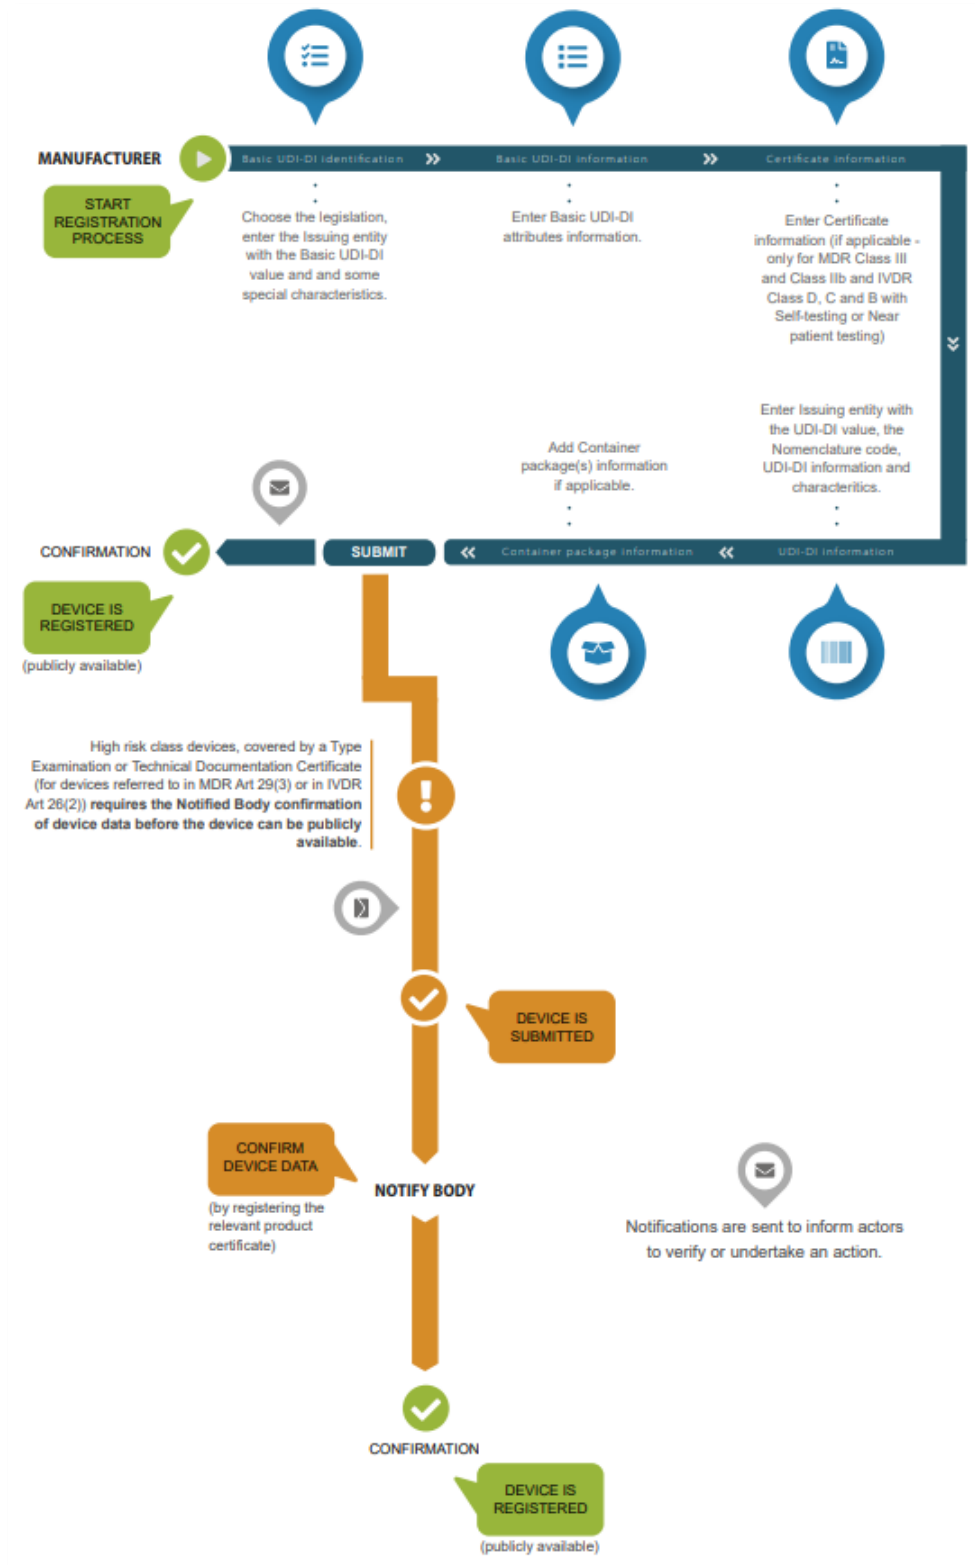 MANUFACTURER
Basic UDI-DI identification
Basic UDI-DI information
Certificate information
START
REGISTRATION
PROCESS
Choose the legislation,
enter the Issuing entity
with the Basic UDI-DI
value and and some
special characteristics.
Enter Basic UDI-DI
attributes information.
Enter Certificate
information (if applicable -
only for MDR Class III
and Class IIb and IVDR
Class D, C and B with
Self-testing or Near
patient testing)
Enter Issuing entity with
the UDI-DI value, the
Nomenclature code,
UDI-DI information and
characteritics.
Add Container
package(s) information
if applicable.
CONFIRMATION
SUBMIT
Container package information
UDI-DI information
DEVICE IS
REGISTERED
(publicly available)
High risk class devices, covered by a Type
Examination or Technical Documentation Certificate
(for devices referred to in MDR Art 29(3) or in IVDR
Art 26(2)) requires the Notified Body confirmation
of device data before the device can be publicly
available.
DEVICE IS
SUBMITTED
CONFIRM
DEVICE DATA
(by registering the
relevant product
certificate)
NOTIFY BODY
Notifications are sent to inform actors
to verify or undertake an action.
CONFIRMATION
DEVICE IS
REGISTERED
(publicly available)